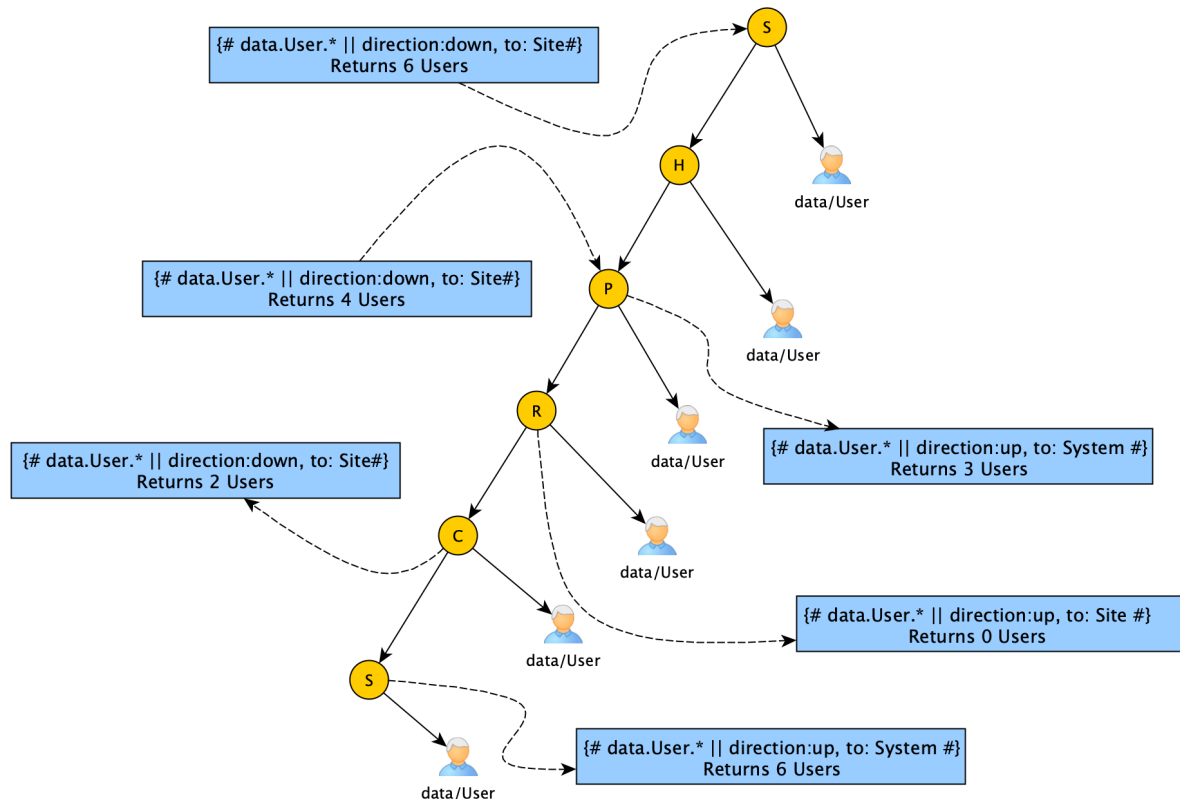 S
{# data.User.* || direction:down, to: Site#}
Returns 6 Users
H
data/User
{# data.User.* || direction:down, to: Site#}
Returns 4 Users
P
data/User
R
{# data.User.* || direction:up, to: System #}
Returns 3 Users
data/User
{# data.User.* || direction:down, to: Site#}
Returns 2 Users
C
data/User
{# data.User.* || direction:up, to: Site #}
Returns 0 Users
data/User
S
{# data.User.* || direction:up, to: System #}
Returns 6 Users
data/User